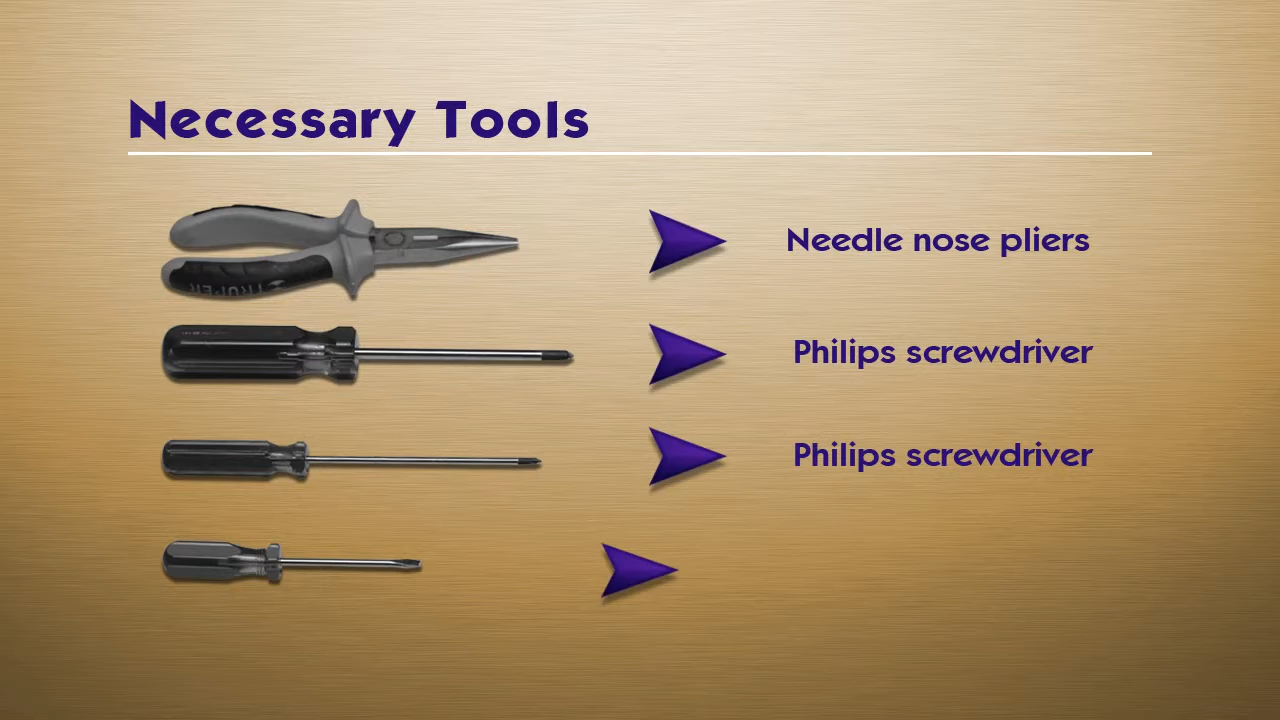 Necessary Tools
Needle nose pliers
Philips screwdriver
Philips screwdriver